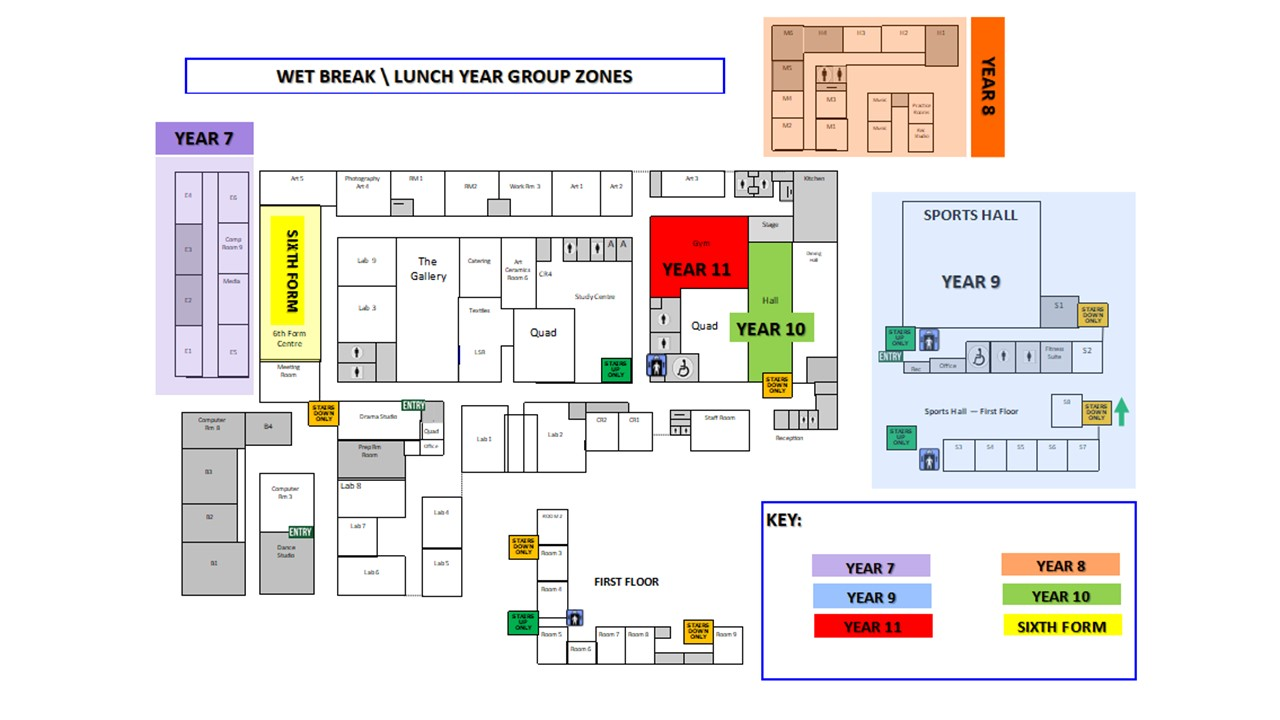 WET BREAK \ LUNCH YEAR GROUP ZONES
M6
H4
H3
H2
H1
M5
M4
M3
M2
M1
Music
Music
Practice
Rooms
Rec
Studio
YEAR 8
YEAR 7
E4
E6
E3
Comp
Room 9
E2
Media
E1
E5
Art 5
Photography
Art 4
RM 1
RM2
Work Rm 3
Art 1
Art 2
Art 3
Kitchen
SIXTH FORM
6th Form
Centre
Meeting
Room
Lab 9
Lab 3
The
Gallery
Catering
Textiles
LSR
Art
Ceramics
Room 6
CR4
A
A
Study Centre
Quad
STAIRS
UP
ONLY
Gym
YEAR 11
Stage
Quad
Hall
YEAR 10
Dining
Hall
STAIRS
DOWN
ONLY
SPORTS HALL
YEAR 9
S1
STAIRS
DOWN
ONLY
STAIRS
UP
ONLY
ENTRY
Rec
Office
Fitness
Suite
S2
Sports Hall — First Floor
S8
STAIRS
DOWN
ONLY
STAIRS
UP
ONLY
S3
S4
S5
S6
S7
Computer
Rm 8
B4
B3
B2
B1
STAIRS
DOWN
ONLY
Drama Studio
ENTRY
Quad
Office
Prep Rm
Room
Lab 8
Lab 7
Lab 6
Lab 4
Lab 5
Computer
Rm 3
ENTRY
Dance
Studio
Lab 1
Lab 2
CR2
CR1
Staff Room
Reception
STAIRS
DOWN
ONLY
Room 3
Room 4
FIRST FLOOR
STAIRS
UP
ONLY
Room 5
Room 6
Room 7
Room 8
STAIRS
DOWN
ONLY
Room 9
KEY:
YEAR 7
YEAR 8
YEAR 9
YEAR 10
YEAR 11
SIXTH FORM